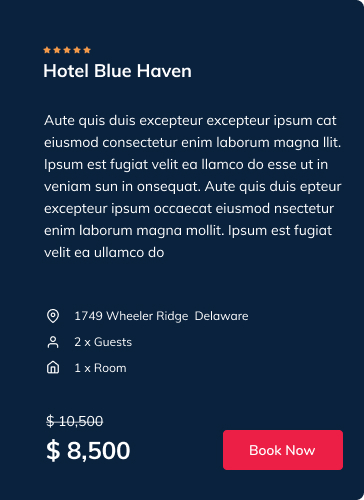 Hotel Blue Haven
Aute quis duis excepteur excepteur ipsum cat
eiusmod consectetur enim laborum magna llit.
Ipsum est fugiat velit ea llamco do esse ut in
veniam sun in onsequat. Aute quis duis epteur
excepteur ipsum occaecat eiusmod nsectetur
enim laborum magna mollit. Ipsum est fugiat
velit ea ullamco do
1749 Wheeler Ridge  Delaware
2 x Guests
1 x Room
$ 10,500
$ 8,500
Book Now